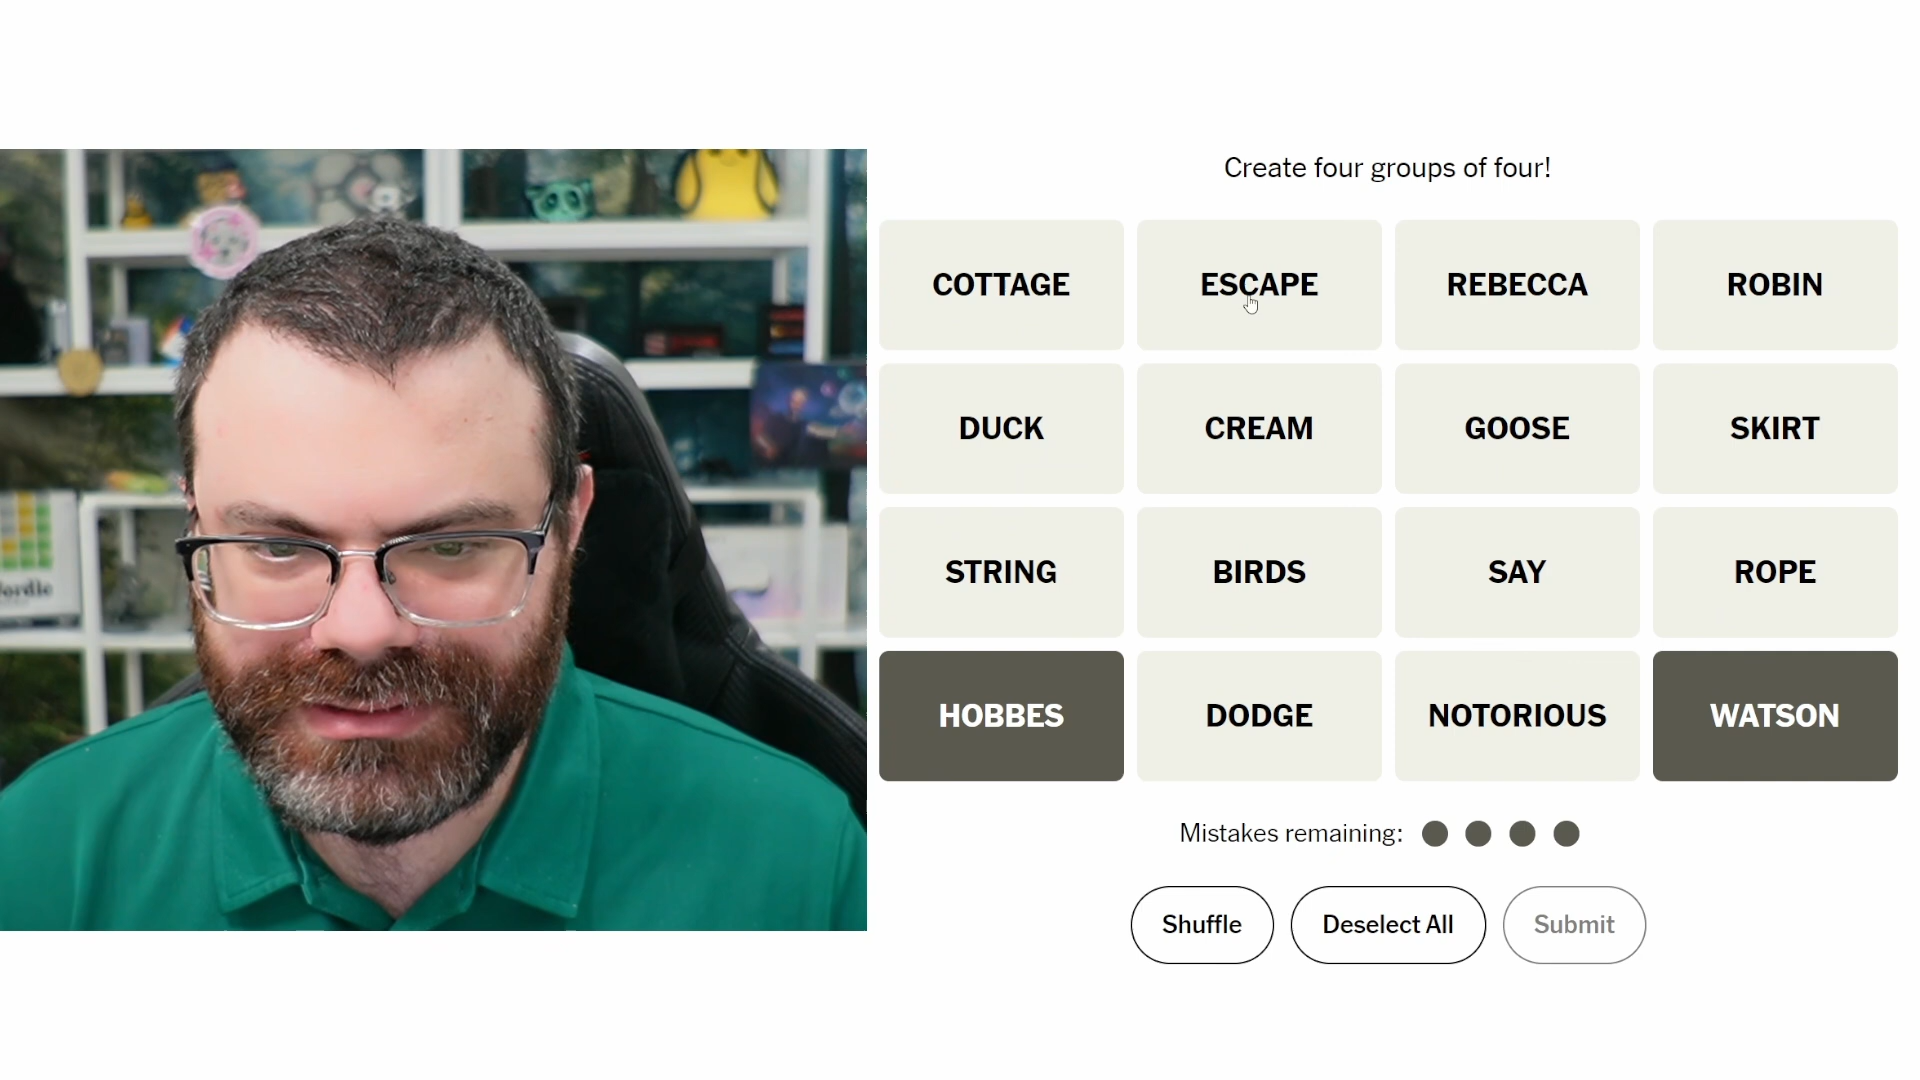 Create four groups of four!
COTTAGE
ESCAPE
REBECCA
ROBIN
DUCK
CREAM
GOOSE
SKIRT
STRING
BIRDS
SAY
ROPE
HOBBES
DODGE
NOTORIOUS
WATSON
Mistakes remaining:
Shuffle
Deselect All
Submit